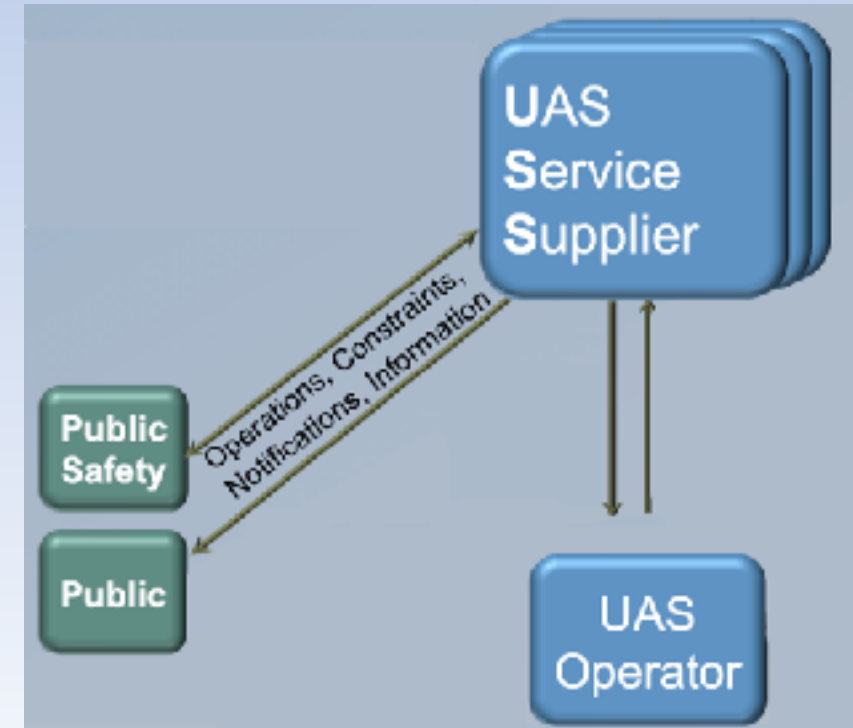 UAS
Service
Supplier
Operations, Constraints,
Notifications, Information
Public
Safety
Public
UAS
Operator